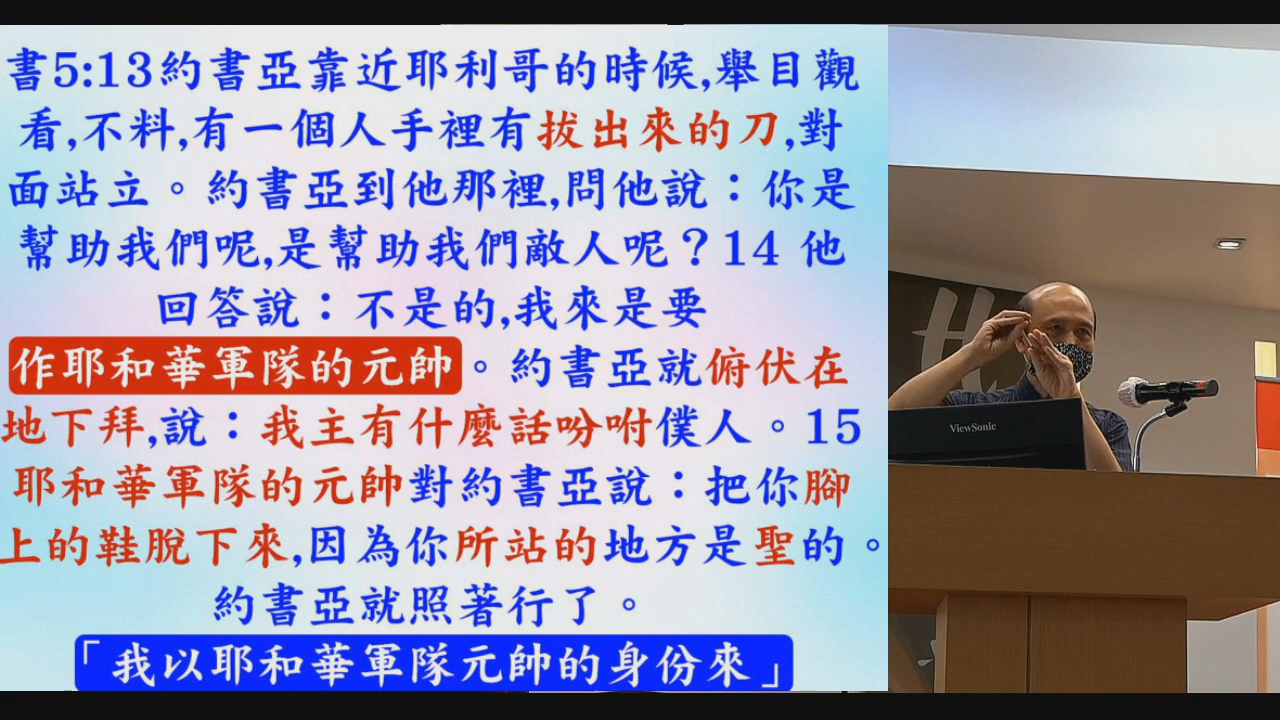 書5:13約書亞靠近耶利哥的時候,舉目觀
看,不料,有一個人手裡有拔出來的刀,對
面站立。約書亞到他那裡,問他說：你是
幫助我們呢,是幫助我們敵人呢？14 他
回答說：不是的,我來是要
作耶和華軍隊的元帥。約書亞就俯伏在
地下拜,說：我主有什麼話吩咐僕人。15
耶和華軍隊的元帥對約書亞說：把你腳
上的鞋脫下來,因為你所站的地方是聖的。
約書亞就照著行了。
「我以耶和華軍隊元帥的身份來」
ViewSonic